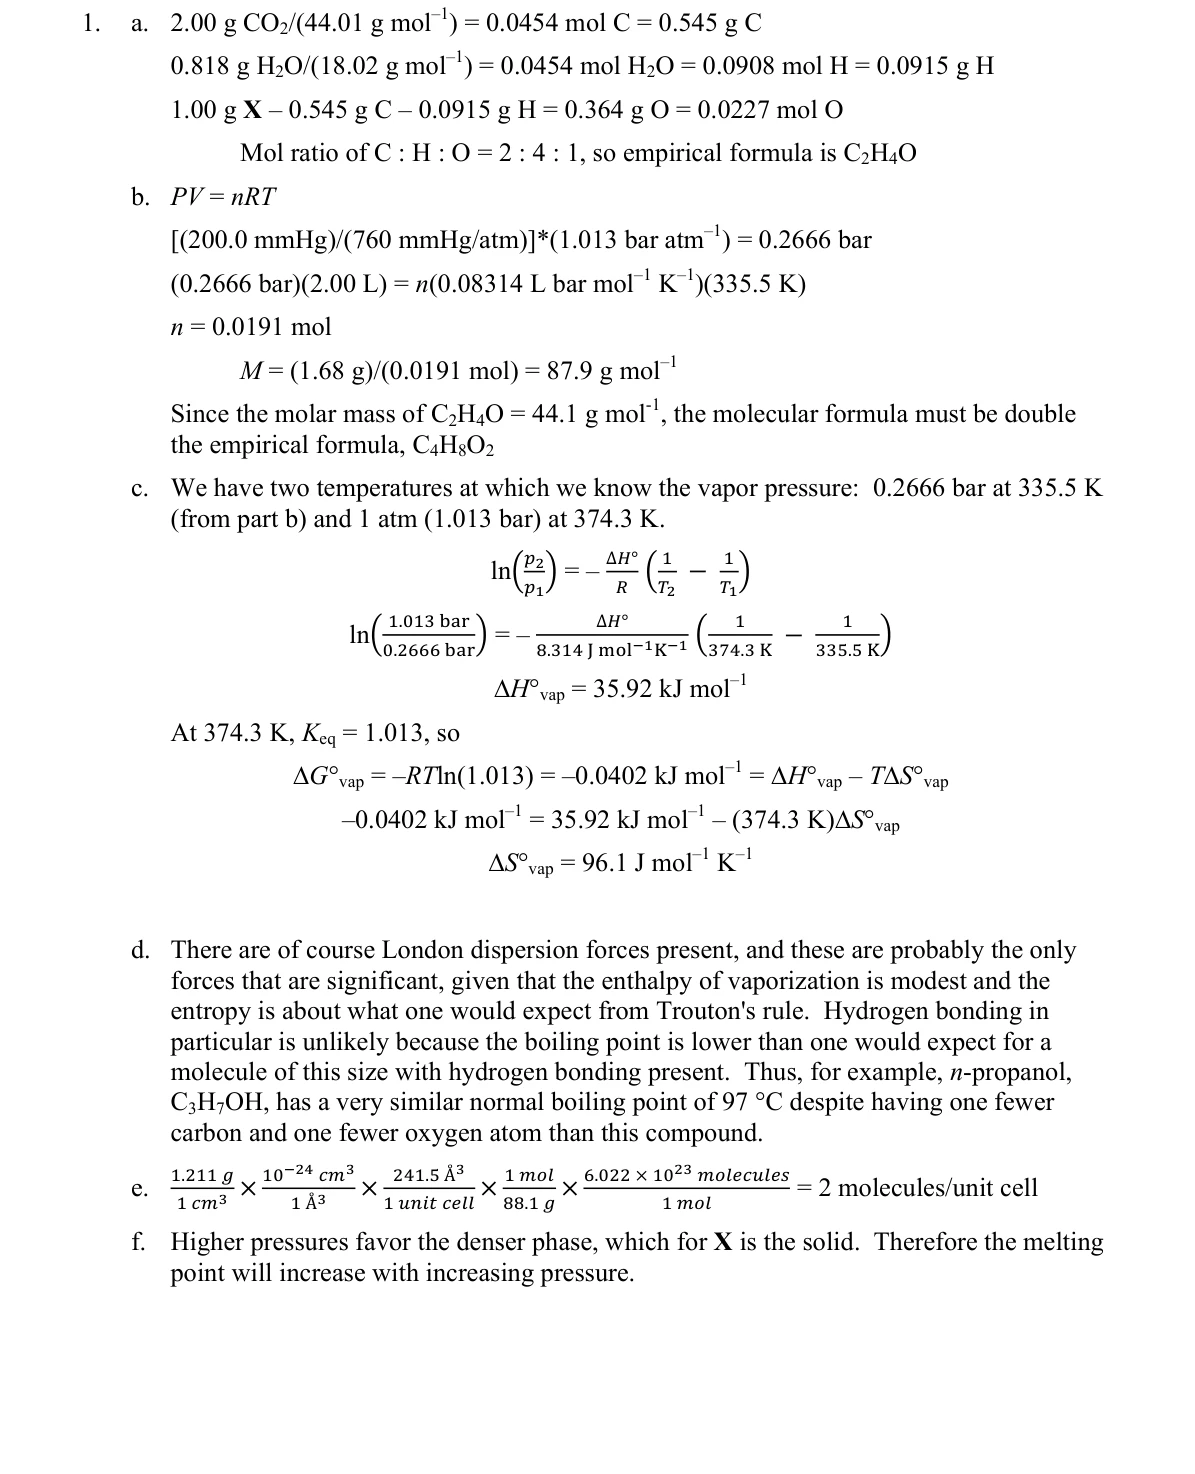 1. a. 2.00 g CO₂/(44.01 g mol⁻¹) = 0.0454 mol C = 0.545 g C
0.818 g H₂O/(18.02 g mol⁻¹) = 0.0454 mol H₂O = 0.0908 mol H = 0.0915 g H
1.00 g X – 0.545 g C – 0.0915 g H = 0.364 g O = 0.0227 mol O
Mol ratio of C : H : O = 2 : 4 : 1, so empirical formula is C₂H₄O
b. PV = nRT
[(200.0 mmHg)/(760 mmHg/atm)]*(1.013 bar atm⁻¹) = 0.2666 bar
(0.2666 bar)(2.00 L) = n(0.08314 L bar mol⁻¹ K⁻¹)(335.5 K)
n = 0.0191 mol
M = (1.68 g)/(0.0191 mol) = 87.9 g mol⁻¹
Since the molar mass of C₂H₄O = 44.1 g mol⁻¹, the molecular formula must be double
the empirical formula, C₄H₈O₂
c. We have two temperatures at which we know the vapor pressure: 0.2666 bar at 335.5 K
(from part b) and 1 atm (1.013 bar) at 374.3 K.
ln(p₂/p₁) = – ΔH°/R (1/T₂ − 1/T₁)
ln(1.013 bar/0.2666 bar) = – ΔH°/8.314 J mol⁻¹K⁻¹ (1/374.3 K − 1/335.5 K)
ΔH°vap = 35.92 kJ mol⁻¹
At 374.3 K, Keq = 1.013, so
ΔG°vap = –RTln(1.013) = –0.0402 kJ mol⁻¹ = ΔH°vap – TΔS°vap
–0.0402 kJ mol⁻¹ = 35.92 kJ mol⁻¹ – (374.3 K)ΔS°vap
ΔS°vap = 96.1 J mol⁻¹ K⁻¹
d. There are of course London dispersion forces present, and these are probably the only
forces that are significant, given that the enthalpy of vaporization is modest and the
entropy is about what one would expect from Trouton's rule. Hydrogen bonding in
particular is unlikely because the boiling point is lower than one would expect for a
molecule of this size with hydrogen bonding present. Thus, for example, n-propanol,
C₃H₇OH, has a very similar normal boiling point of 97 °C despite having one fewer
carbon and one fewer oxygen atom than this compound.
e. 1.211 g/1 cm³ × 10⁻²⁴ cm³/1 Å³ × 241.5 Å³/1 unit cell × 1 mol/88.1 g × 6.022 × 10²³ molecules/1 mol = 2 molecules/unit cell
f. Higher pressures favor the denser phase, which for X is the solid. Therefore the melting
point will increase with increasing pressure.